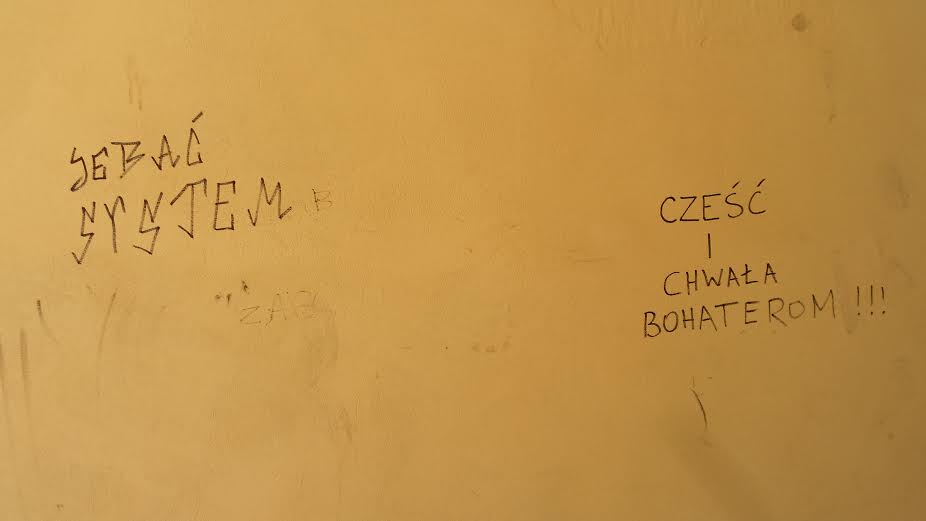 JEBAĆ
SYSTEM
CZEŚĆ
I
CHWAŁA
BOHATEROM !!!